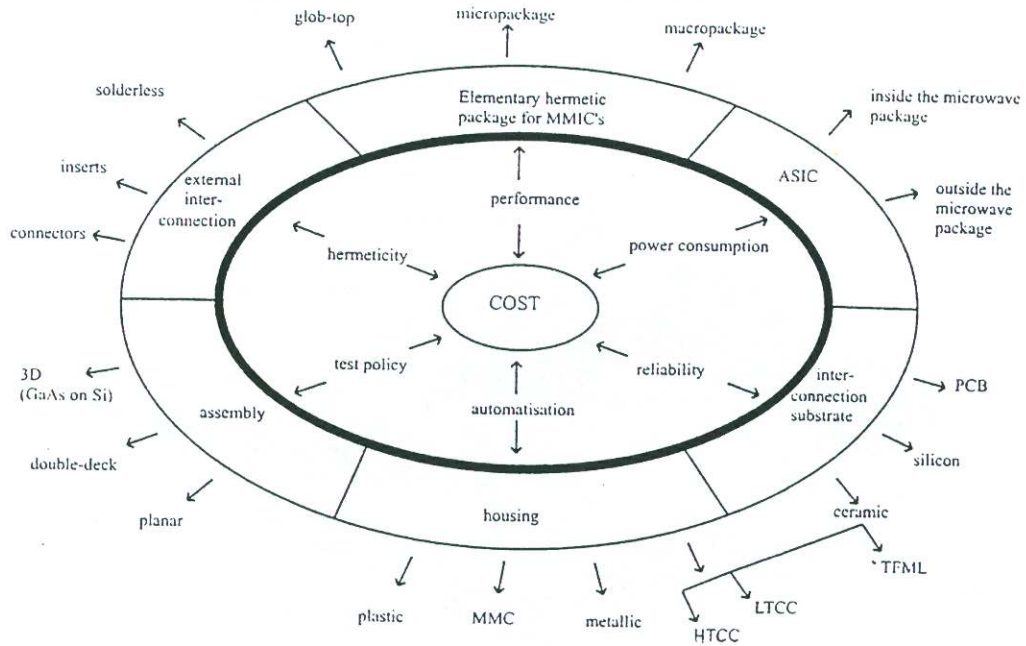 glob-top
micropackage
macropackage
solderless
Elementary hermetic
package for MMIC's
inside the microwave
package
inserts
external
inter-
connection
ASIC
performance
outside the
microwave
package
connectors
hermeticity
power consumption
COST
3D
(GaAs on Si)
test policy
reliability
inter-
connection
substrate
PCB
assembly
automatisation
double-deck
silicon
planar
housing
ceramic
TFML
plastic
MMC
metallic
LTCC
HTCC